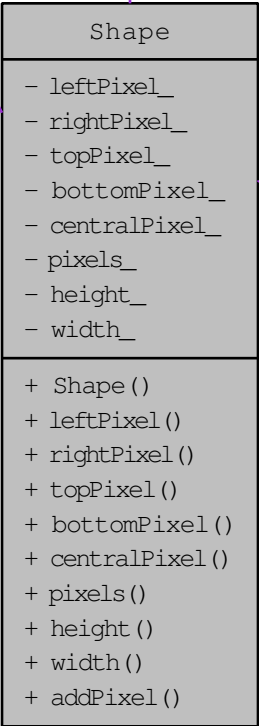 Shape
- leftPixel_
- rightPixel_
- topPixel_
- bottomPixel_
- centralPixel_
- pixels_
- height_
- width_
+ Shape()
+ leftPixel()
+ rightPixel()
+ topPixel()
+ bottomPixel()
+ centralPixel()
+ pixels()
+ height()
+ width()
+ addPixel()